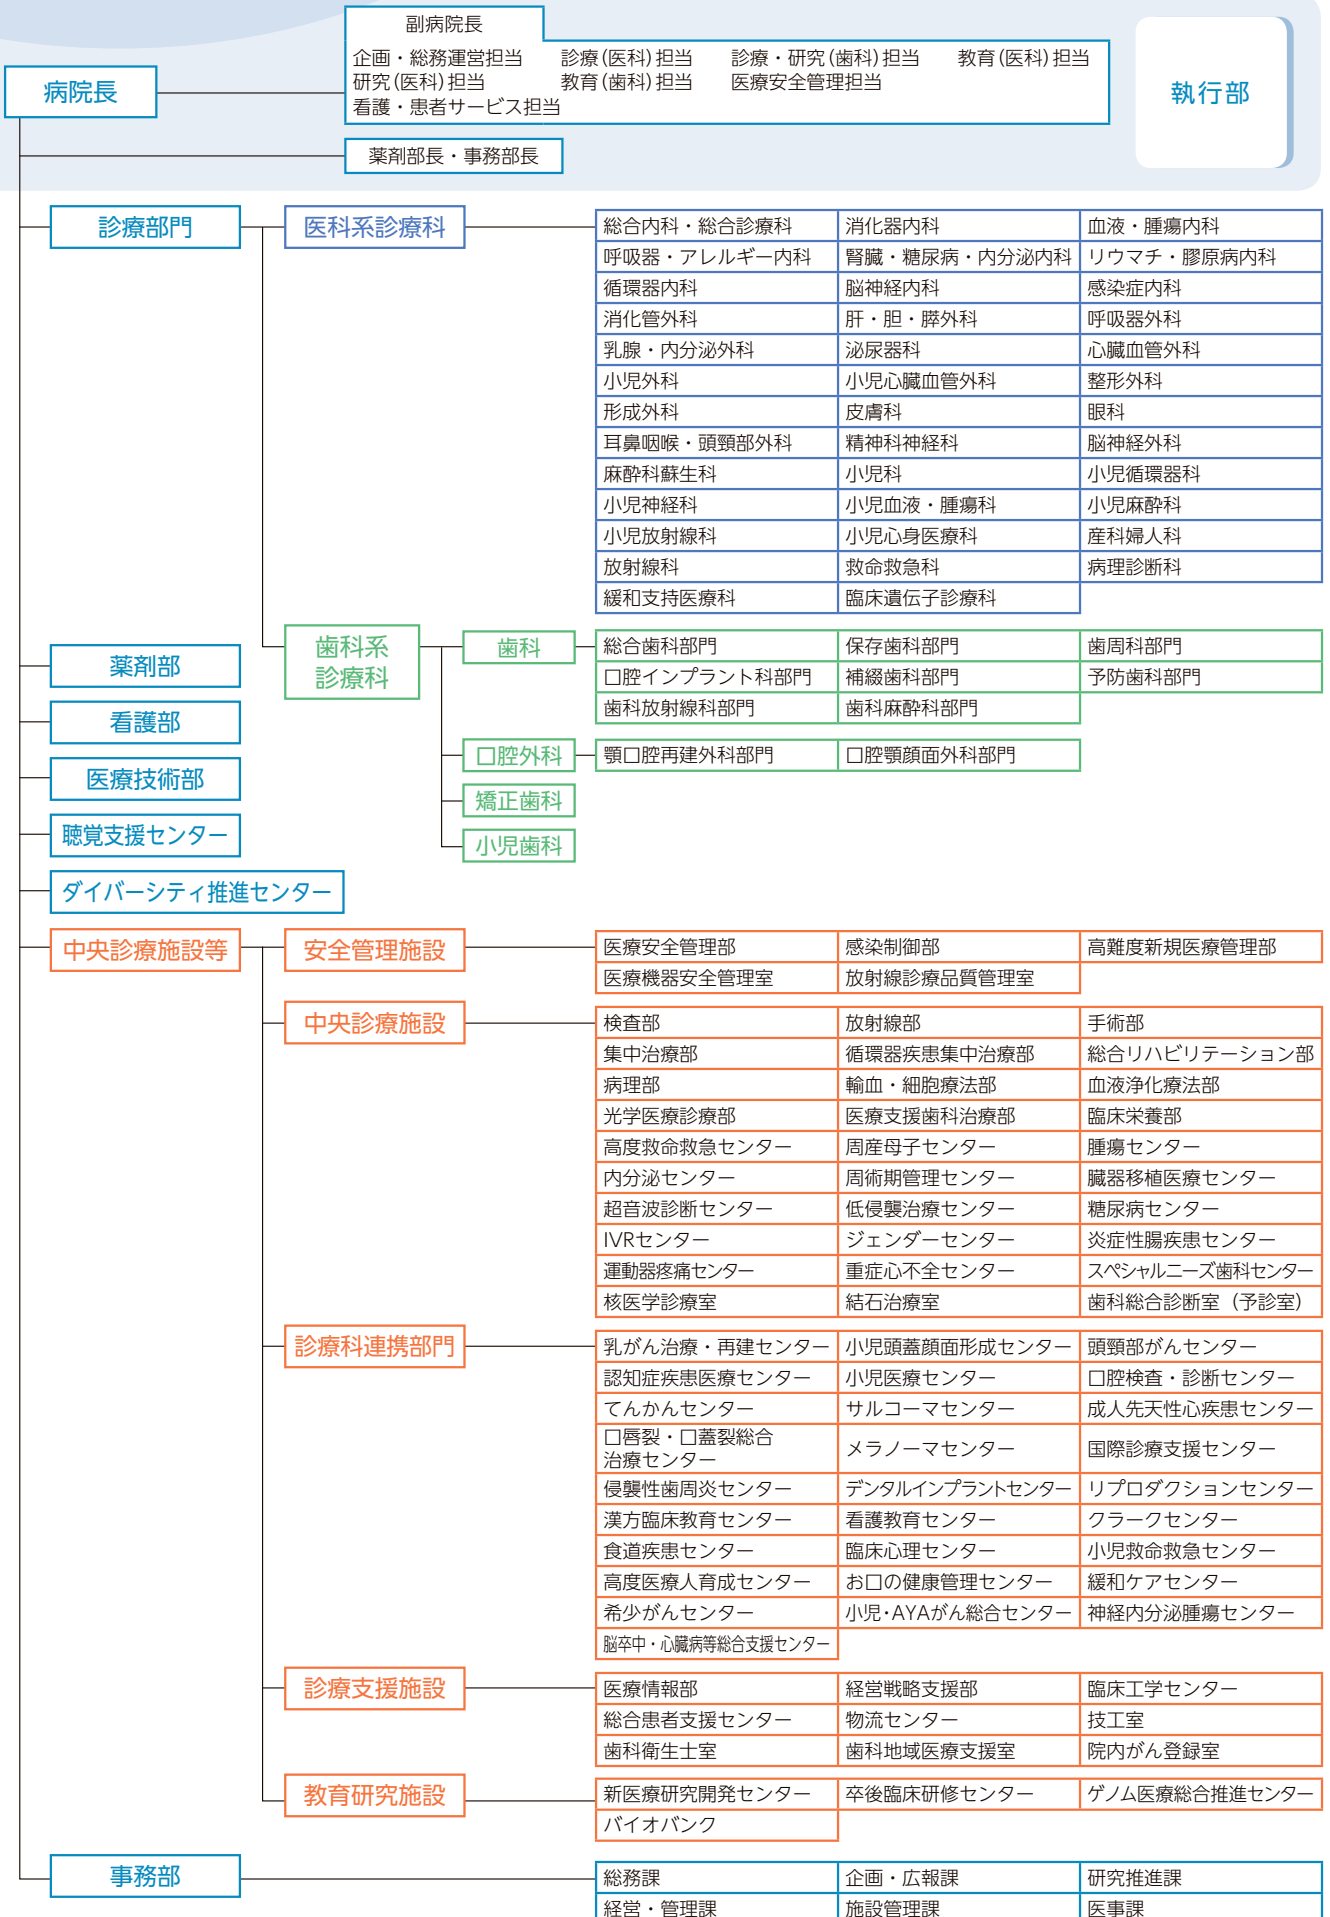 副病院長
企画・総務運営担当 診療(医科)担当 診療・研究(歯科)担当 教育(医科)担当
研究(医科)担当 教育(歯科)担当 医療安全管理担当
看護・患者サービス担当
病院長
執行部
薬剤部長・事務部長
診療部門
医科系診療科
総合内科・総合診療科 消化器内科 血液・腫瘍内科
呼吸器・アレルギー内科 腎臓・糖尿病・内分泌内科 リウマチ・膠原病内科
循環器内科 脳神経内科 感染症内科
消化管外科 肝・胆・膵外科 呼吸器外科
乳腺・内分泌外科 泌尿器科 心臓血管外科
小児外科 小児心臓血管外科 整形外科
形成外科 皮膚科 眼科
耳鼻咽喉・頭頸部外科 精神科神経科 脳神経外科
麻酔科蘇生科 小児科 小児循環器科
小児神経科 小児血液・腫瘍科 小児麻酔科
小児放射線科 小児心身医療科 産科婦人科
放射線科 救命救急科 病理診断科
緩和支持医療科 臨床遺伝子診療科
歯科系
診療科
歯科
総合歯科部門 保存歯科部門 歯周科部門
口腔インプラント科部門 補綴歯科部門 予防歯科部門
歯科放射線科部門 歯科麻酔科部門
口腔外科
顎口腔再建外科部門 口腔顎顔面外科部門
矯正歯科
小児歯科
薬剤部
看護部
医療技術部
聴覚支援センター
ダイバーシティ推進センター
中央診療施設等
安全管理施設
医療安全管理部 感染制御部 高難度新規医療管理部
医療機器安全管理室 放射線診療品質管理室
中央診療施設
検査部 放射線部 手術部
集中治療部 循環器疾患集中治療部 総合リハビリテーション部
病理部 輸血・細胞療法部 血液浄化療法部
光学医療診療部 医療支援歯科治療部 臨床栄養部
高度救命救急センター 周産母子センター 腫瘍センター
内分泌センター 周術期管理センター 臓器移植医療センター
超音波診断センター 低侵襲治療センター 糖尿病センター
IVRセンター ジェンダーセンター 炎症性腸疾患センター
運動器疼痛センター 重症心不全センター スペシャルニーズ歯科センター
核医学診療室 結石治療室 歯科総合診断室(予診室)
診療科連携部門
乳がん治療・再建センター 小児頭蓋顔面形成センター 頭頸部がんセンター
認知症疾患医療センター 小児医療センター 口腔検査・診断センター
てんかんセンター サルコーマセンター 成人先天性心疾患センター
口唇裂・口蓋裂総合
治療センター メラノーマセンター 国際診療支援センター
侵襲性歯周炎センター デンタルインプラントセンター リプロダクションセンター
漢方臨床教育センター 看護教育センター クラークセンター
食道疾患センター 臨床心理センター 小児救命救急センター
高度医療人育成センター お口の健康管理センター 緩和ケアセンター
希少がんセンター 小児・AYAがん総合センター 神経内分泌腫瘍センター
脳卒中・心臓病等総合支援センター
診療支援施設
医療情報部 経営戦略支援部 臨床工学センター
総合患者支援センター 物流センター 技工室
歯科衛生士室 歯科地域医療支援室 院内がん登録室
教育研究施設
新医療研究開発センター 卒後臨床研修センター ゲノム医療総合推進センター
バイオバンク
事務部
総務課 企画・広報課 研究推進課
経営・管理課 施設管理課 医事課